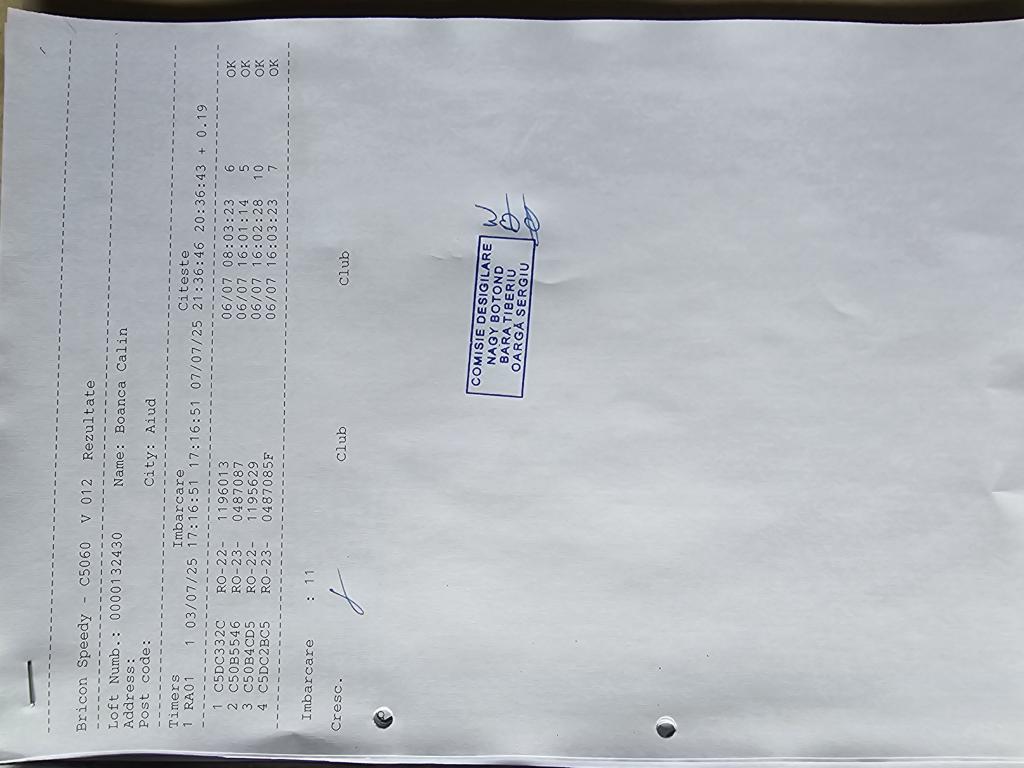 Bricon Speedy - C5060 V 012 Rezultate
Loft Numb.: 0000132430 Name: Boanca Calin
Address:
Post code: City: Aiud
Timers Imbarcare Citeste
1 RA01 1 03/07/25 17:16:51 17:16:51 17:16:51 07/07/25 21:36:46 20:36:43 + 0.19
1 C5DC332C RO-22- 1196013 06/07 08:03:23 6 OK
2 C50B5546 RO-23- 0487087 06/07 16:01:14 5 OK
3 C50B4CD5 RO-22- 1195629 06/07 16:02:28 10 OK
4 C5DC2BC5 RO-23- 0487085F 06/07 16:03:23 7 OK
Imbarcare : 11
Cresc. Club Club
COMISIE DESIGILARE
NAGY BOTOND
BARA TIBERIU
OARGĂ SERGIU